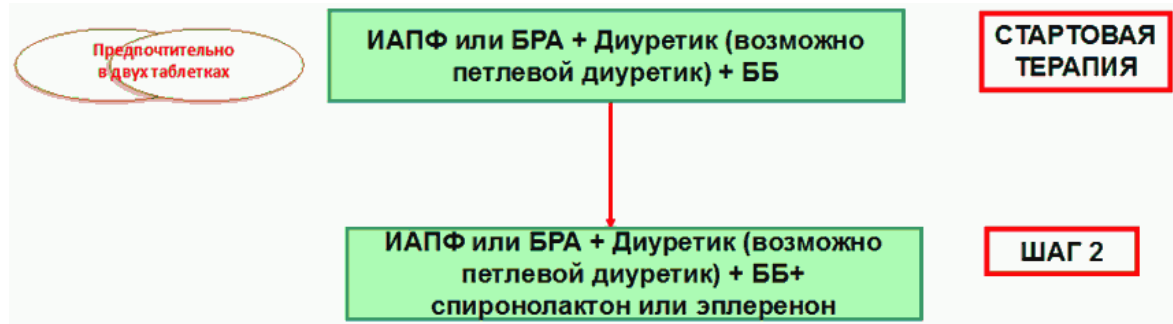 Предпочтительно
в двух таблетках
ИАПФ или БРА + Диуретик (возможно
петлевой диуретик) + ББ
СТАРТОВАЯ
ТЕРАПИЯ
ИАПФ или БРА + Диуретик (возможно
петлевой диуретик) + ББ+
спиронолактон или эплеренон
ШАГ 2